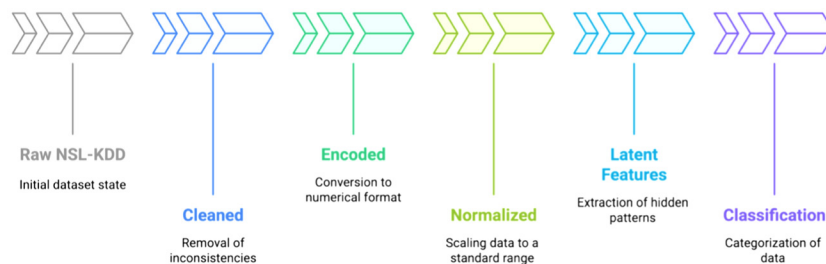 Raw NSL-KDD
Initial dataset state
Cleaned
Removal of
inconsistencies
Encoded
Conversion to
numerical format
Normalized
Scaling data to a
standard range
Latent
Features
Extraction of hidden
patterns
Classification
Categorization of
data